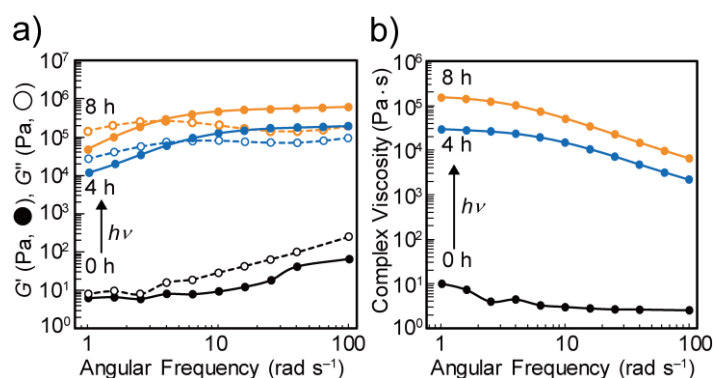 a)
G' (Pa, ●), G'' (Pa, ○)
10⁷
10⁶
10⁵
10⁴
10³
10²
10¹
10⁰
8 h
4 h
hν
0 h
1 10 100
Angular Frequency (rad s⁻¹)
b)
Complex Viscosity (Pa · s)
10⁶
10⁵
10⁴
10³
10²
10¹
10⁰
8 h
4 h
hν
0 h
1 10 100
Angular Frequency (rad s⁻¹)